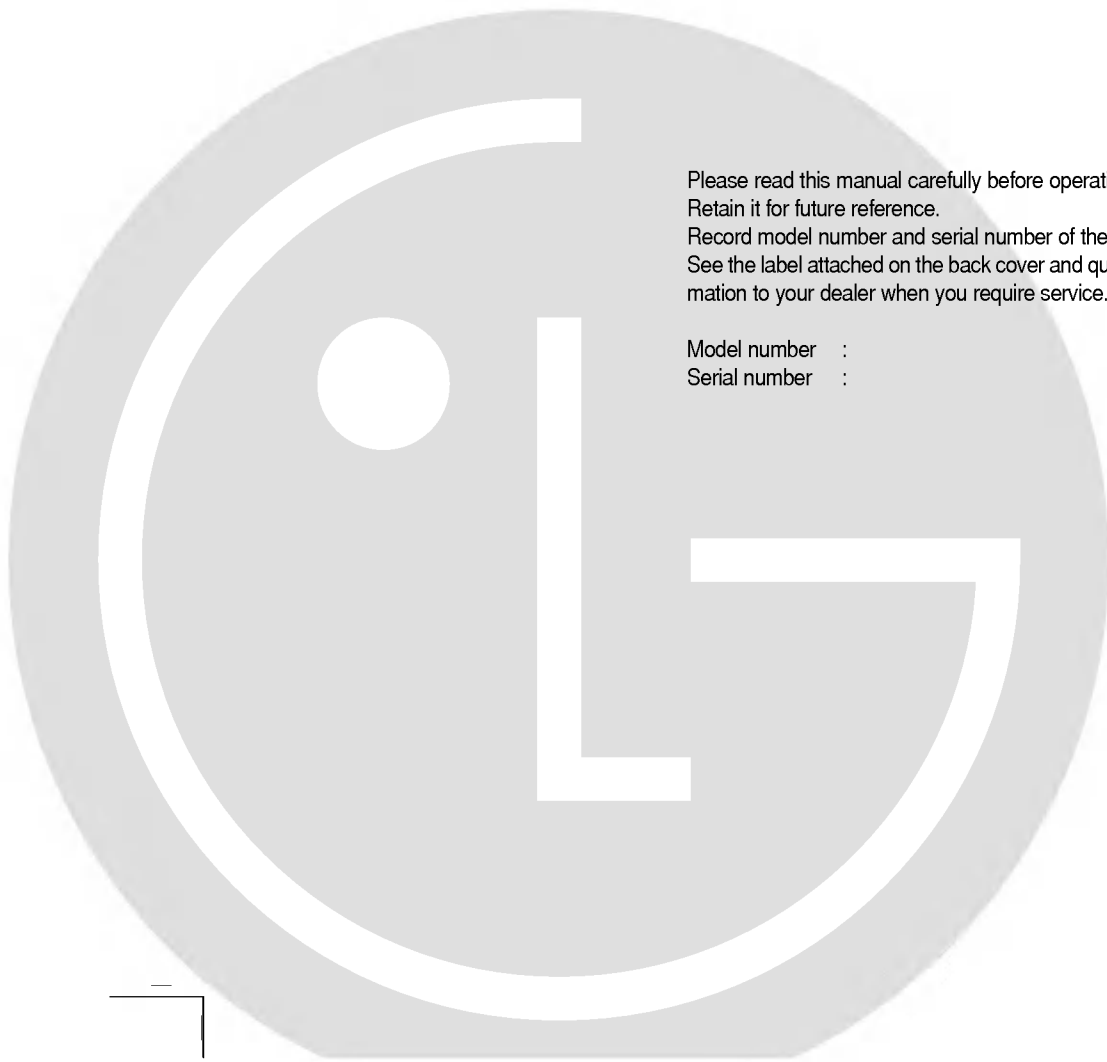 Please read this manual carefully before operati
Retain it for future reference.
Record model number and serial number of the
See the label attached on the back cover and qu
mation to your dealer when you require service.
Model number :
Serial number :